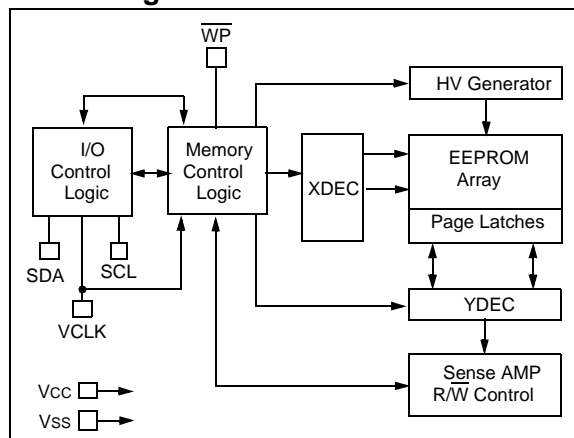 WP
HV Generator
I/O
Control
Logic
Memory
Control
Logic
XDEC
EEPROM
Array
Page Latches
SDA
SCL
VCLK
YDEC
Sense AMP
R/W Control
Vcc
Vss